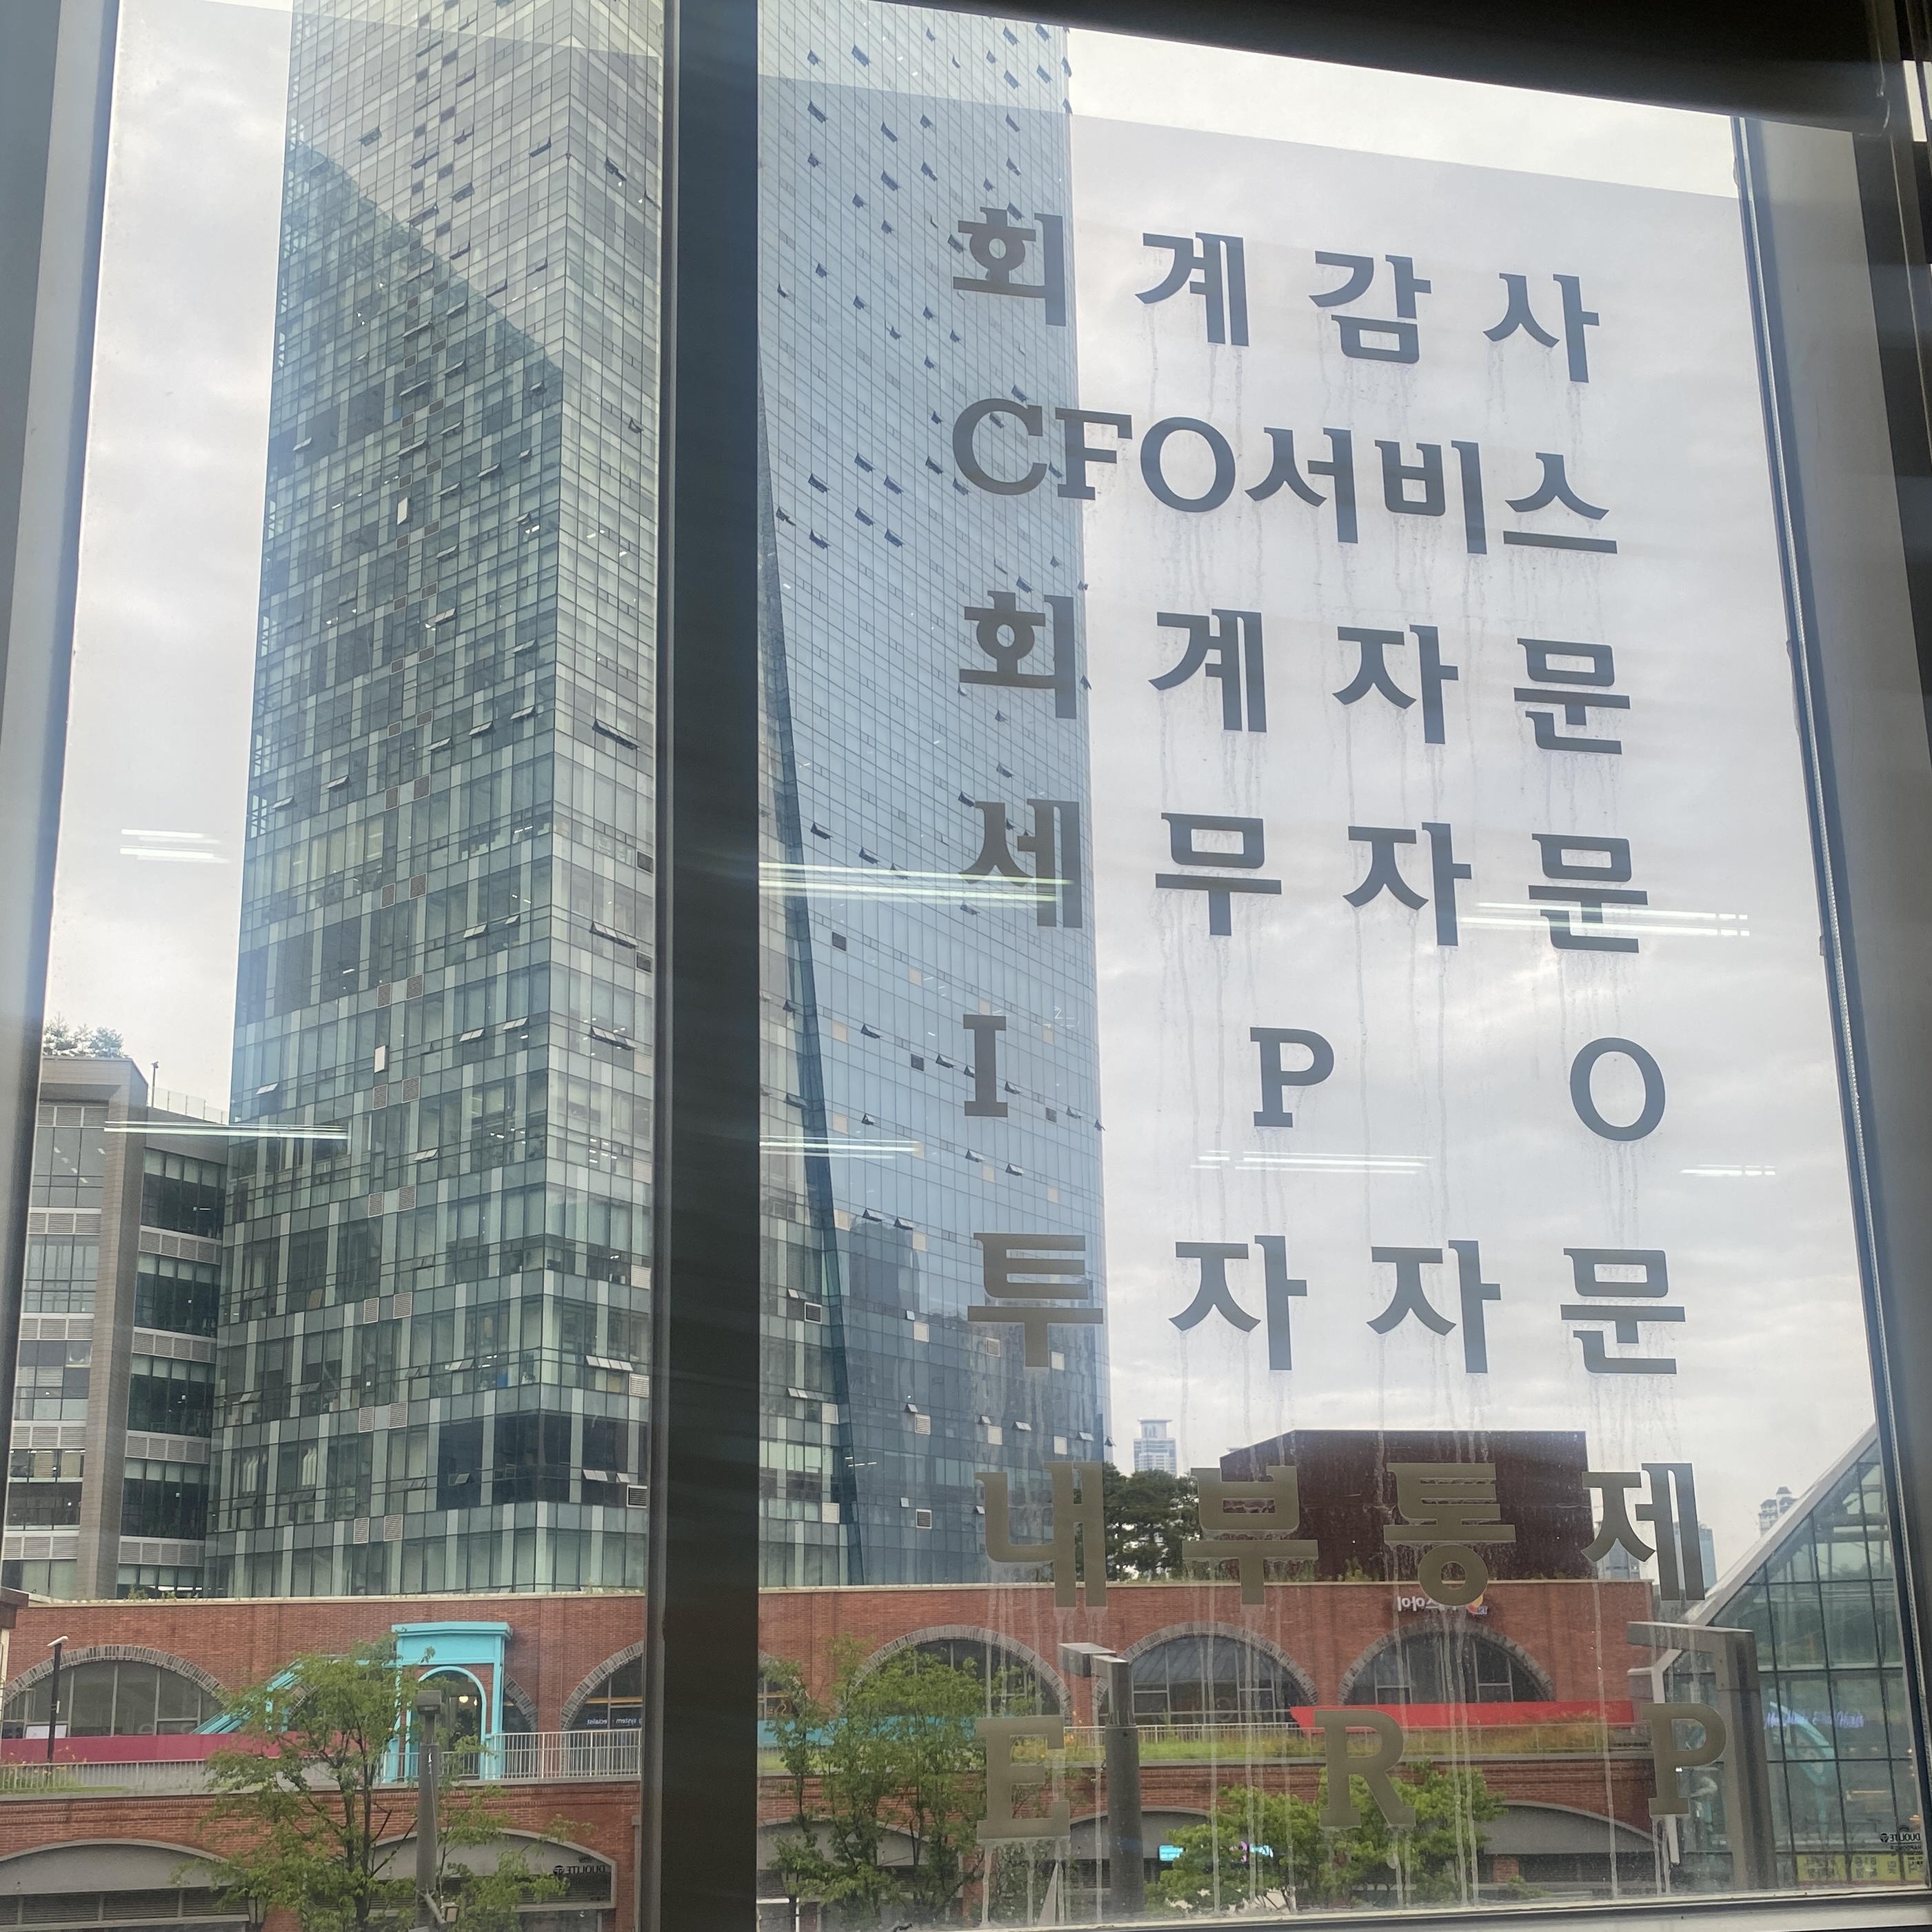 회계감사
CFO서비스
회계자문
세무자문
I P O
투자자문
내부통제
E R P
DUOLITE